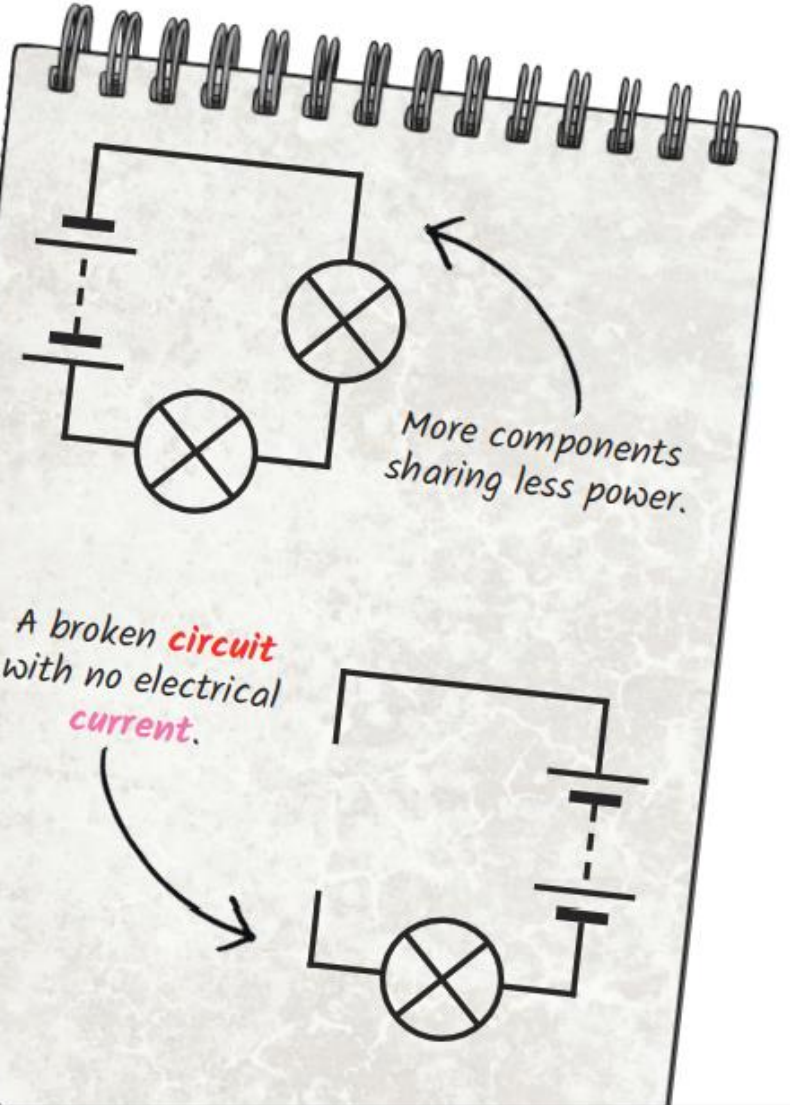 More components
sharing less power.
A broken circuit
with no electrical
current.